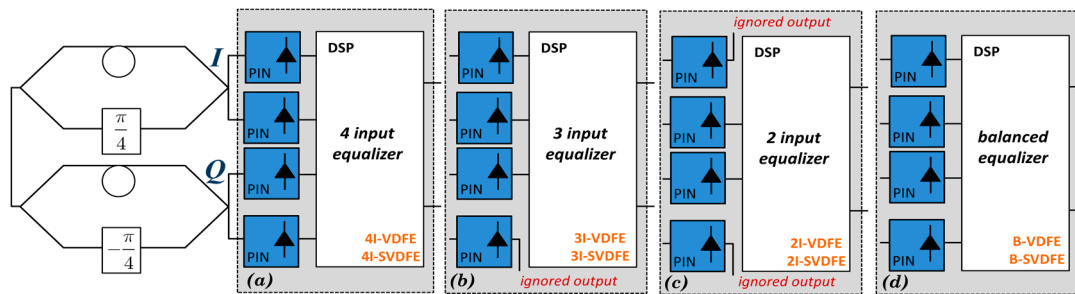 I
π/4
Q
-π/4
PIN
PIN
PIN
PIN
DSP
4 input
equalizer
4I-VDFE
4I-SVDFE
(a)
PIN
PIN
PIN
PIN
DSP
3 input
equalizer
3I-VDFE
3I-SVDFE
(b)
ignored output
ignored output
PIN
PIN
PIN
PIN
DSP
2 input
equalizer
2I-VDFE
2I-SVDFE
(c)
ignored output
PIN
PIN
PIN
PIN
DSP
balanced
equalizer
B-VDFE
B-SVDFE
(d)